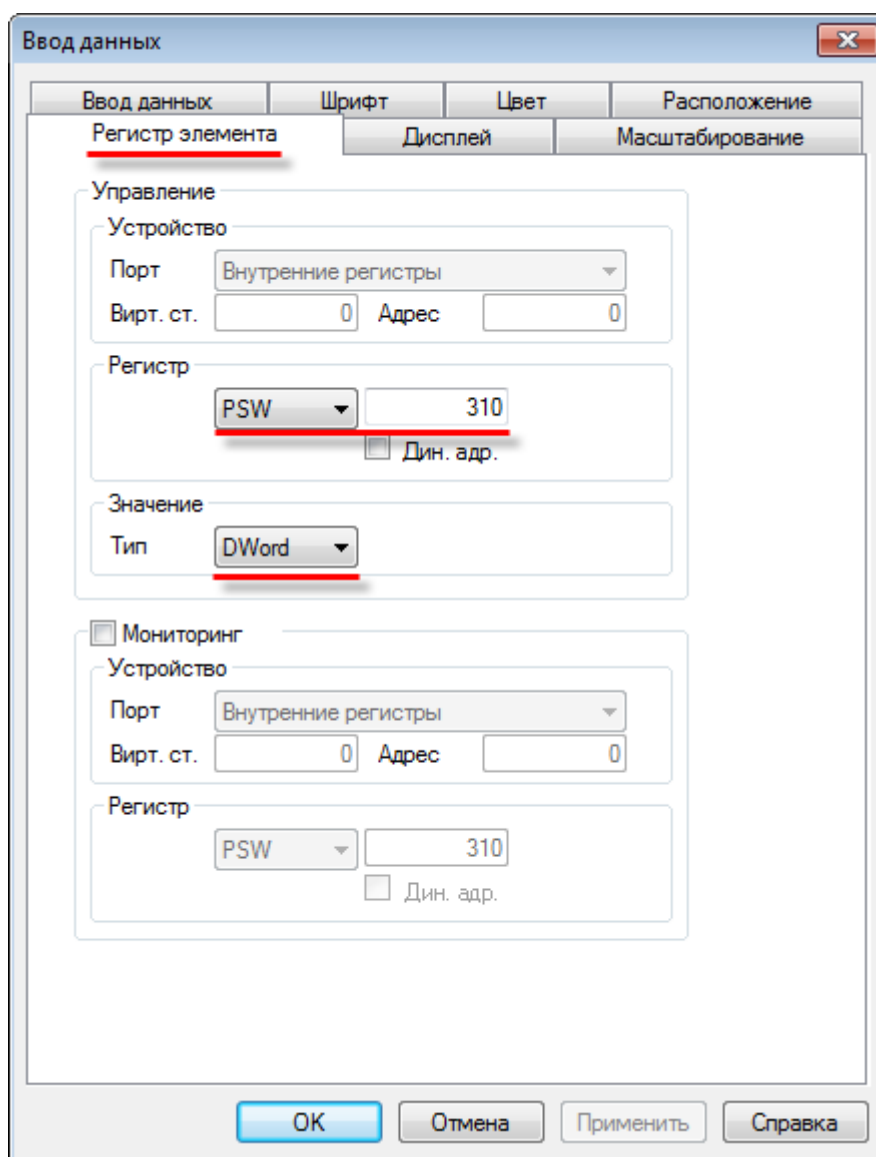 Ввод данных
Ввод данных Шрифт Цвет Расположение
Регистр элемента Дисплей Масштабирование
Управление
Устройство
Порт Внутренние регистры
Вирт. ст. 0 Адрес 0
Регистр
PSW 310
Дин. адр.
Значение
Тип DWord
Мониторинг
Устройство
Порт Внутренние регистры
Вирт. ст. 0 Адрес 0
Регистр
PSW 310
Дин. адр.
OK Отмена Применить Справка